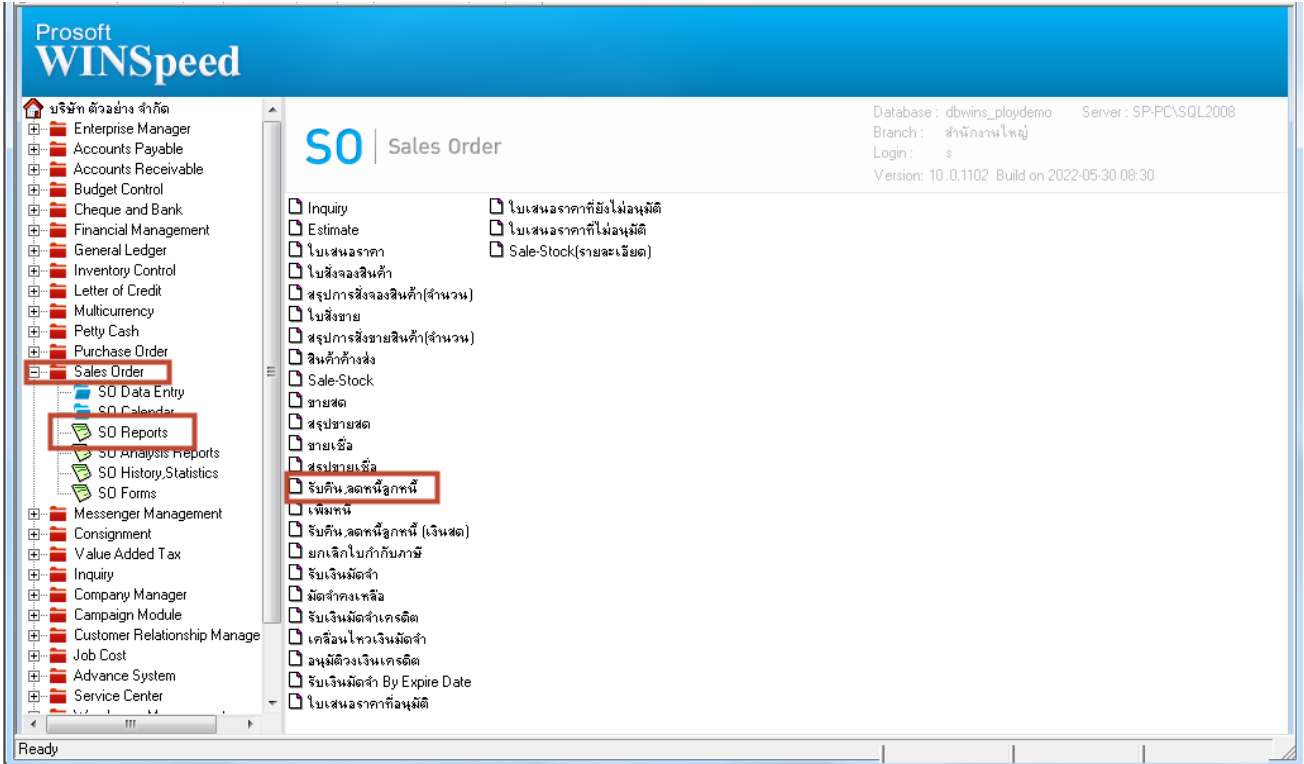 Prosoft
WINSpeed
บริษัท ตัวอย่าง จำกัด
Enterprise Manager
Accounts Payable
Accounts Receivable
Budget Control
Cheque and Bank
Financial Management
General Ledger
Inventory Control
Letter of Credit
Multicurrency
Petty Cash
Purchase Order
Sales Order
SO Data Entry
SO Calendar
SO Reports
SO Analysis Reports
SO History,Statistics
SO Forms
Messenger Management
Consignment
Value Added Tax
Inquiry
Company Manager
Campaign Module
Customer Relationship Manage
Job Cost
Advance System
Service Center
SO Sales Order
Database : dbwins_ploydemo Server : SP-PC\SQL2008
Branch : สำนักงานใหญ่
Login : s
Version: 10.0.1102 Build on 2022-05-30 08:30
Inquiry
Estimate
ใบเสนอราคา
ใบสั่งจองสินค้า
สรุปการสั่งจองสินค้า(จำนวน)
ใบสั่งขาย
สรุปการสั่งขายสินค้า(จำนวน)
สินค้าค้างส่ง
Sale-Stock
ขายสด
สรุปขายสด
ขายเชื่อ
สรุปขายเชื่อ
รับคืน,ลดหนี้ลูกหนี้
เพิ่มหนี้
รับคืน,ลดหนี้ลูกหนี้ (เงินสด)
ยกเลิกใบกำกับภาษี
รับเงินมัดจำ
มัดจำคงเหลือ
รับเงินมัดจำเครดิต
เคลื่อนไหวเงินมัดจำ
อนุมัติวงเงินเครดิต
รับเงินมัดจำ By Expire Date
ใบเสนอราคาที่อนุมัติ
ใบเสนอราคาที่ยังไม่อนุมัติ
ใบเสนอราคาที่ไม่อนุมัติ
Sale-Stock(รายละเอียด)
Ready